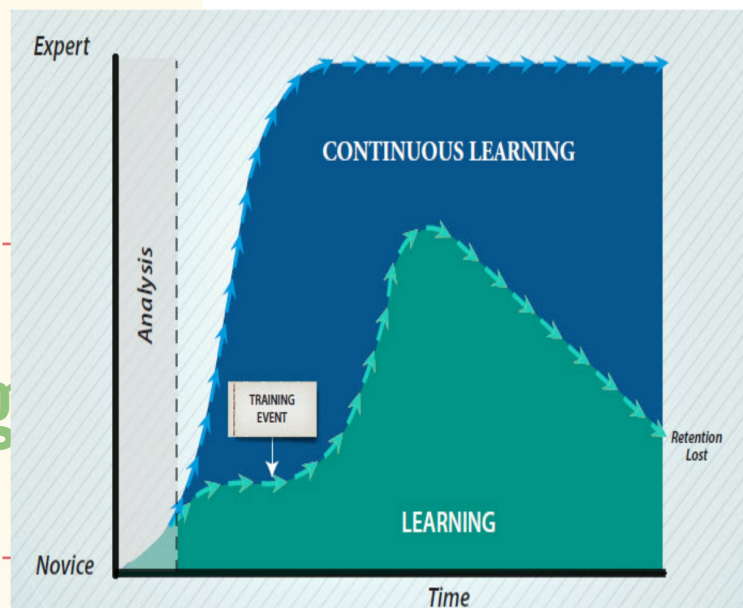 Expert
CONTINUOUS LEARNING
Analysis
TRAINING
EVENT
g
Retention
Lost
LEARNING
Novice
Time